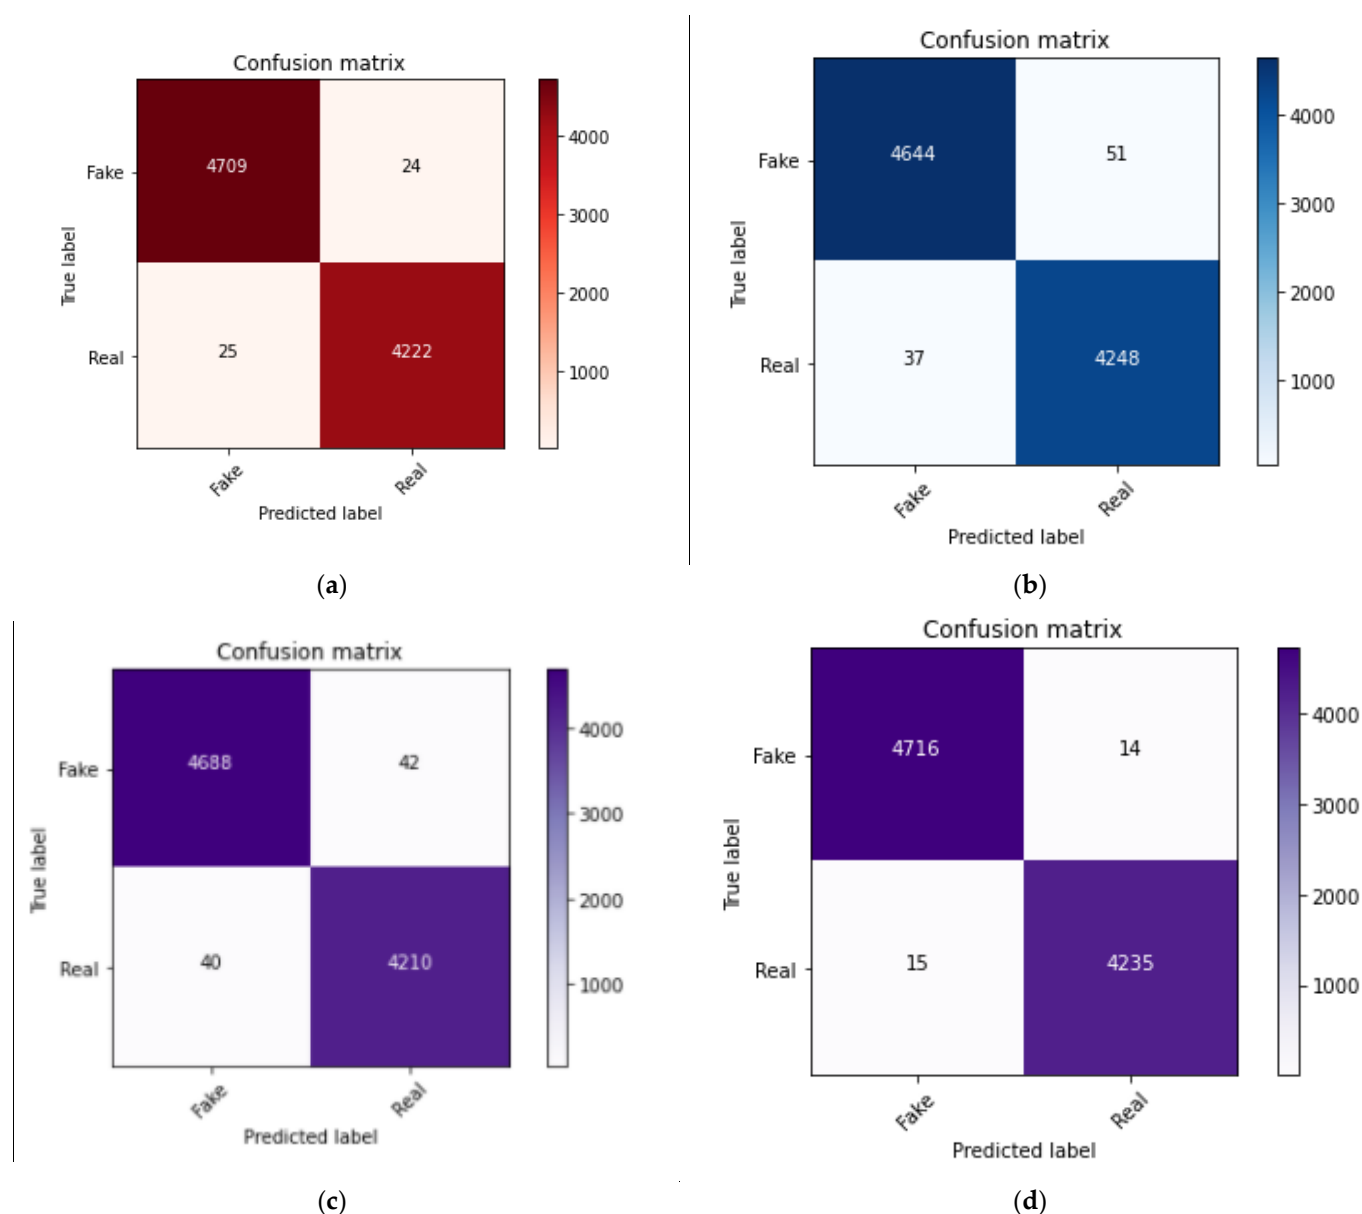 Confusion matrix
Fake 4709 24
Real 25 4222
True label
Fake Real
Predicted label
4000
3000
2000
1000
(a)
Confusion matrix
Fake 4644 51
Real 37 4248
True label
Fake Real
Predicted label
4000
3000
2000
1000
(b)
Confusion matrix
Fake 4688 42
Real 40 4210
True label
Fake Real
Predicted label
4000
3000
2000
1000
(c)
Confusion matrix
Fake 4716 14
Real 15 4235
True label
Fake Real
Predicted label
4000
3000
2000
1000
(d)